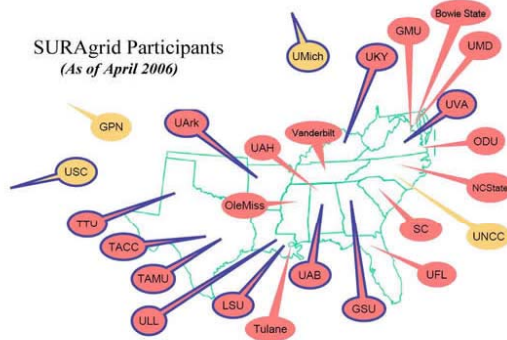 SURAgrid Participants
(As of April 2006)
Bowie State
GMU
UMD
UMich
UKY
UVA
GPN
UArk
Vanderbilt
ODU
UAH
USC
NCState
OleMiss
TTU
SC
UNCC
TACC
TAMU
UAB
UFL
LSU
GSU
ULL
Tulane